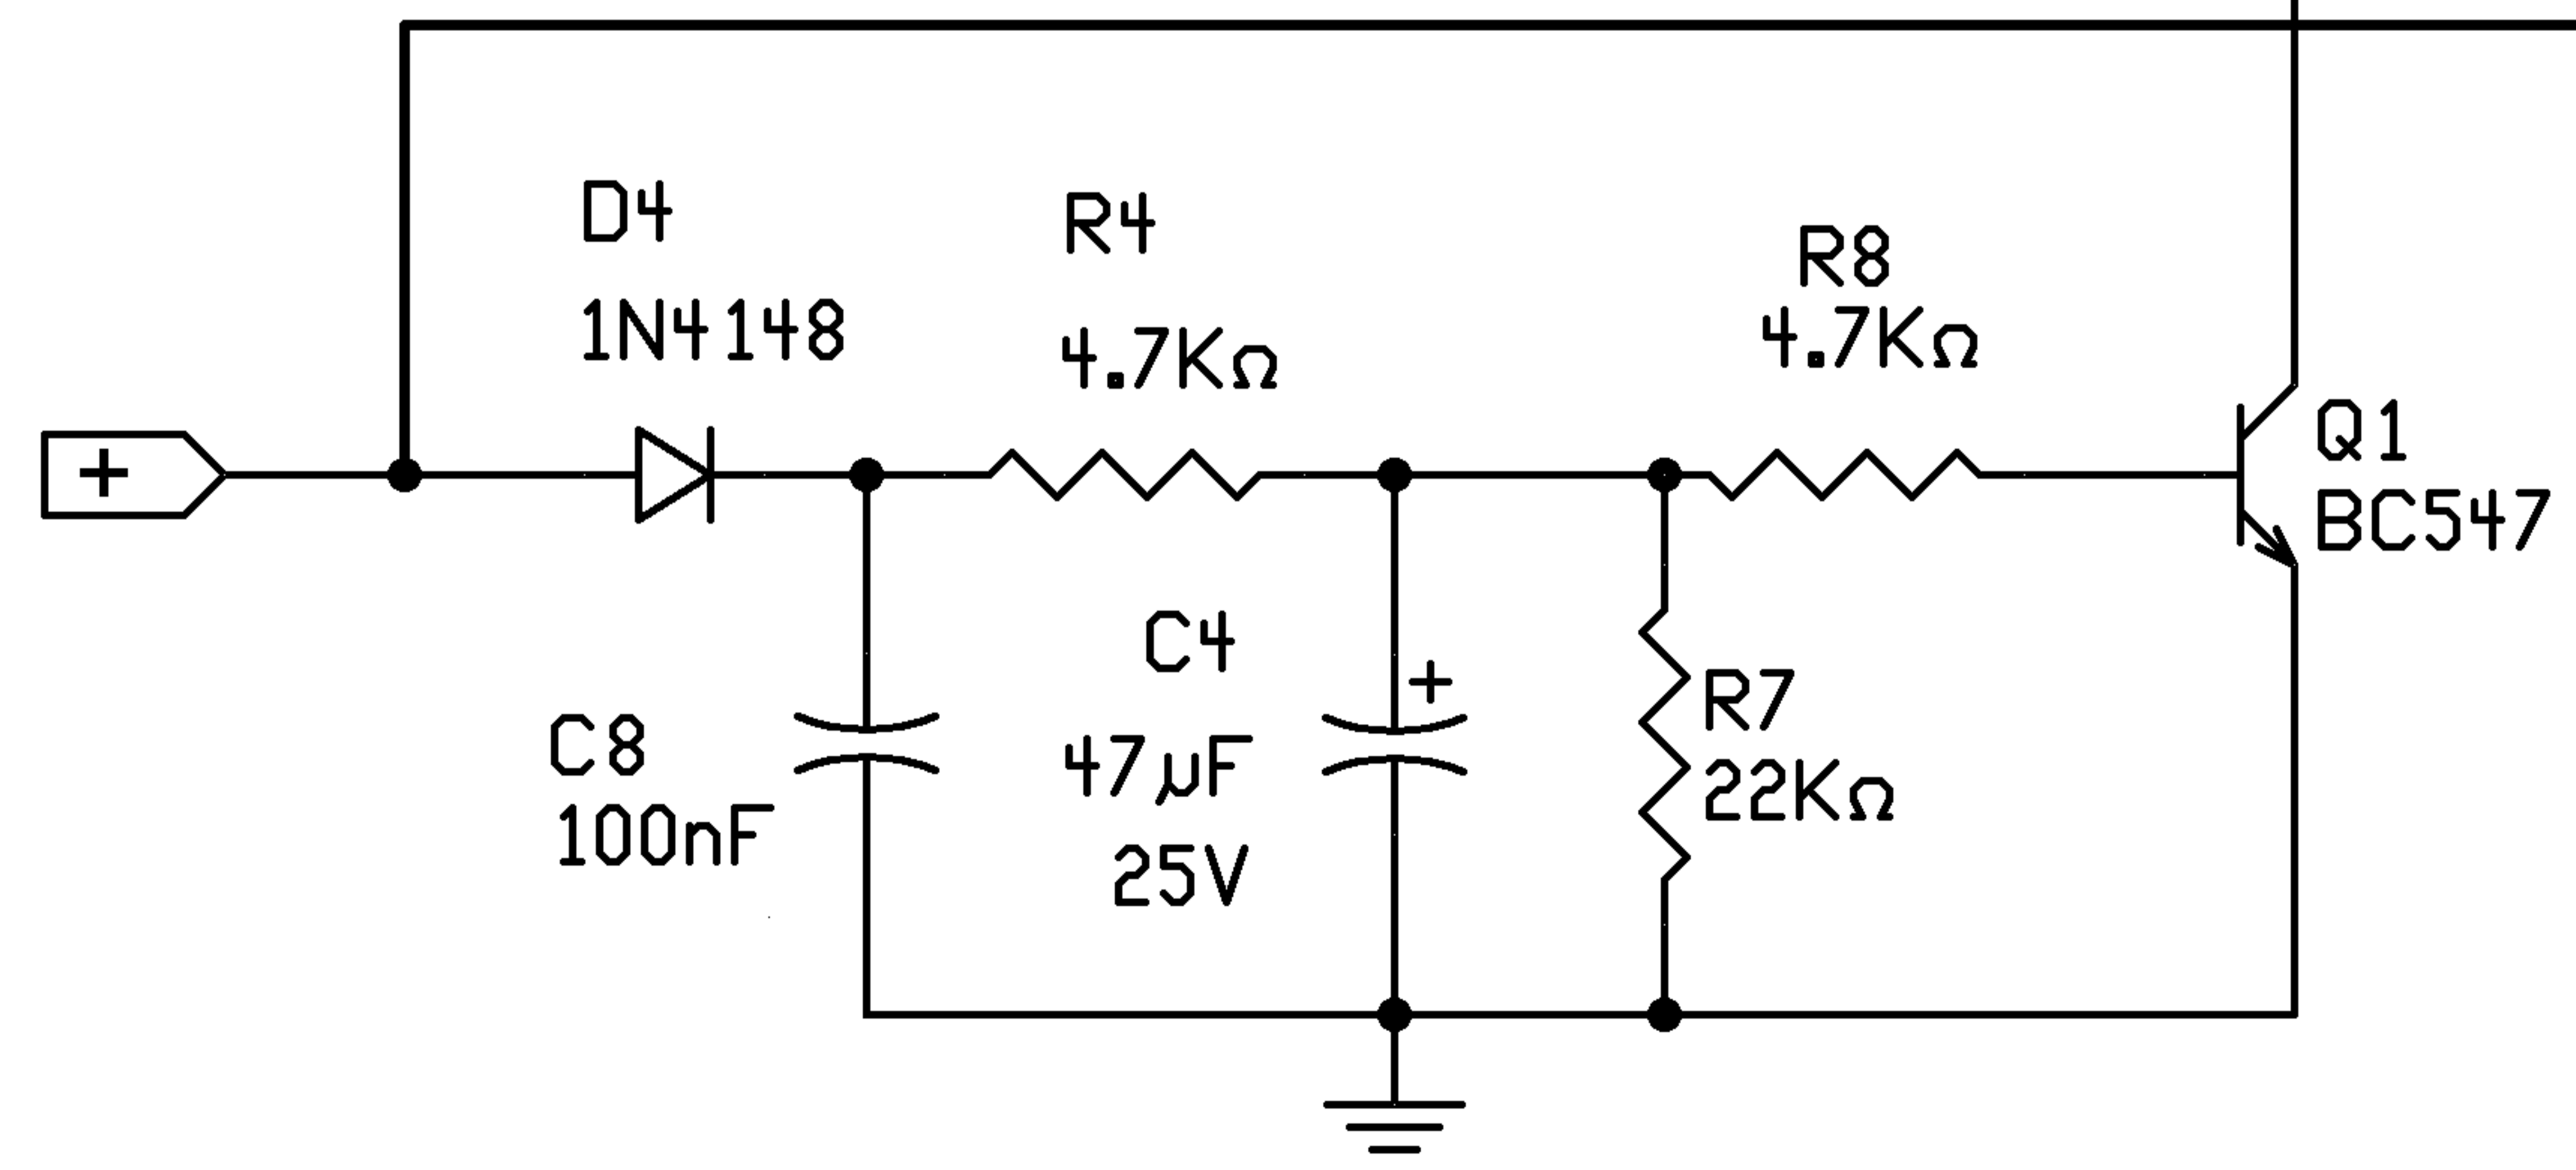 D4
1N4148
R4
4.7KΩ
R8
4.7KΩ
+
Q1
BC547
C4
+
47µF
25V
C8
100nF
R7
22KΩ